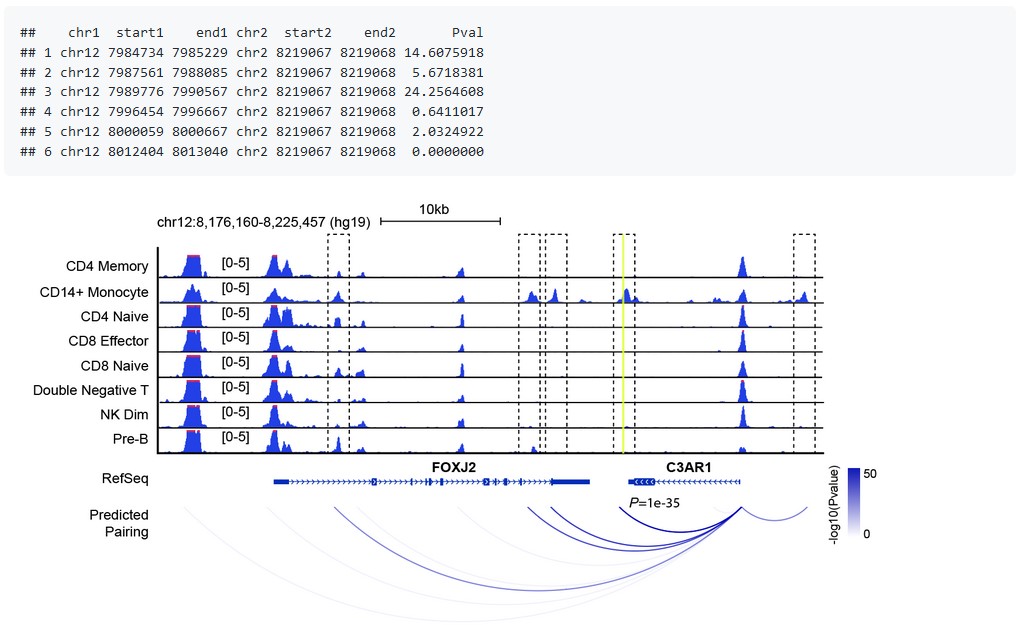 ##    chr1  start1    end1 chr2  start2    end2       Pval
## 1 chr12 7984734 7985229 chr2 8219067 8219068 14.6075918
## 2 chr12 7987561 7988085 chr2 8219067 8219068  5.6718381
## 3 chr12 7989776 7990567 chr2 8219067 8219068 24.2564608
## 4 chr12 7996454 7996667 chr2 8219067 8219068  0.6411017
## 5 chr12 8000059 8000667 chr2 8219067 8219068  2.0324922
## 6 chr12 8012404 8013040 chr2 8219067 8219068  0.0000000
10kb
chr12:8,176,160-8,225,457 (hg19)
CD4 Memory [0-5]
CD14+ Monocyte [0-5]
CD4 Naive [0-5]
CD8 Effector [0-5]
CD8 Naive [0-5]
Double Negative T [0-5]
NK Dim [0-5]
Pre-B [0-5]
FOXJ2 C3AR1
RefSeq
P=1e-35
Predicted
Pairing
-log10(Pvalue)
50
0